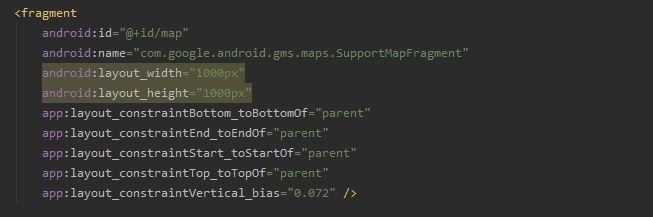 <fragment
android:id="@+id/map"
android:name="com.google.android.gms.maps.SupportMapFragment"
android:layout_width="1000px"
android:layout_height="1000px"
app:layout_constraintBottom_toBottomOf="parent"
app:layout_constraintEnd_toEndOf="parent"
app:layout_constraintStart_toStartOf="parent"
app:layout_constraintTop_toTopOf="parent"
app:layout_constraintVertical_bias="0.072" />